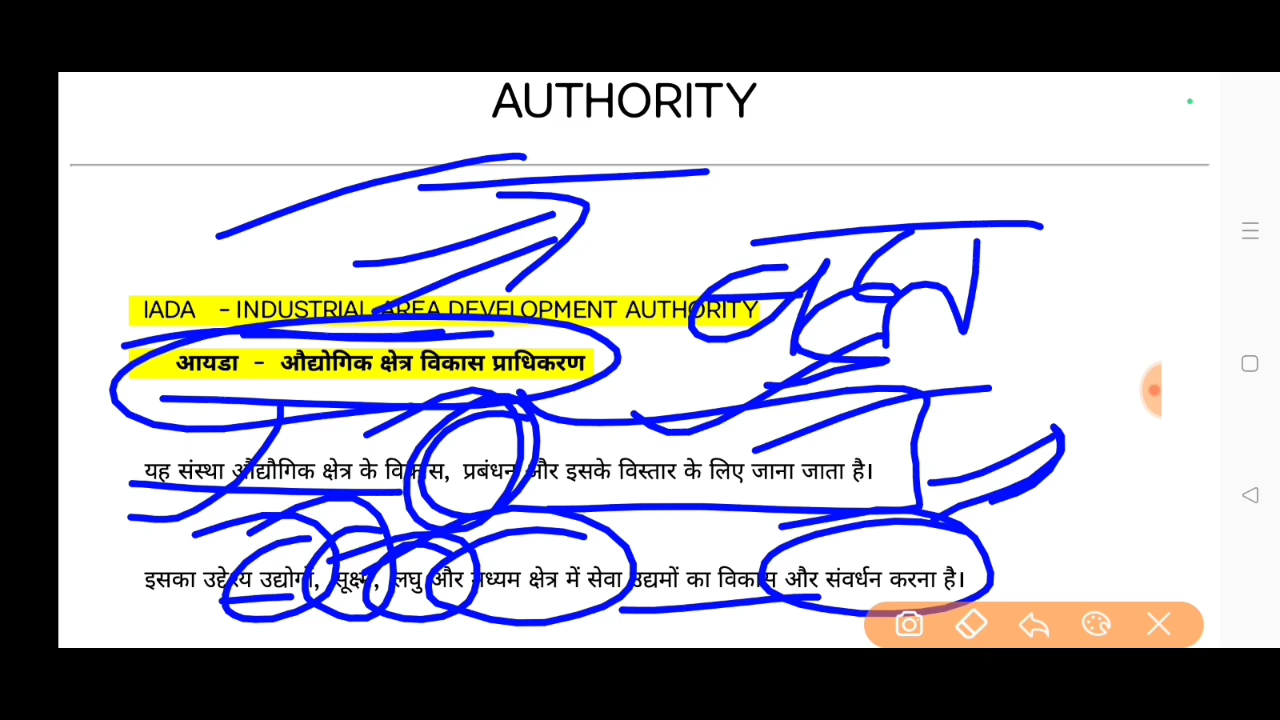 AUTHORITY
IADA - INDUSTRIAL AREA DEVELOPMENT AUTHORITY
आयडा - औद्योगिक क्षेत्र विकास प्राधिकरण
यह संस्था औद्यौगिक क्षेत्र के विकास, प्रबंधन और इसके विस्तार के लिए जाना जाता है।
इसका उद्देश्य उद्योगों, सूक्ष्म, लघु और मध्यम क्षेत्र में सेवा उद्यमों का विकास और संवर्धन करना है।